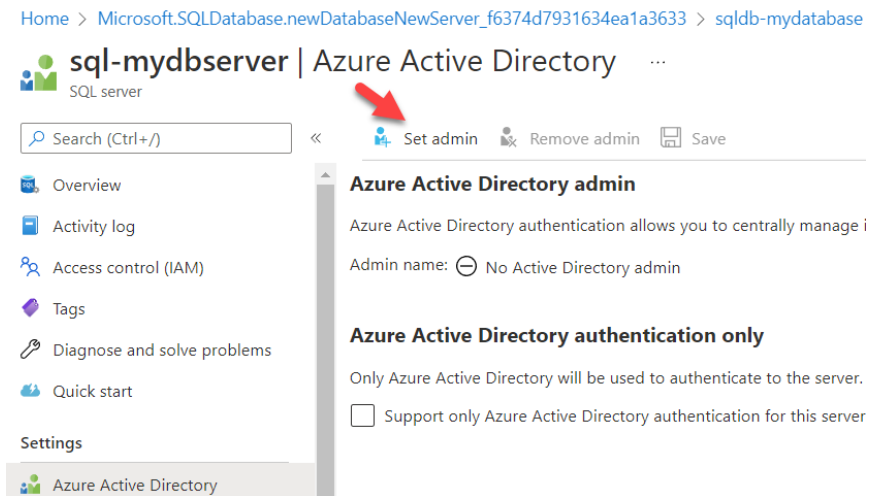 Home > Microsoft.SQLDatabase.newDatabaseNewServer_f6374d7931634ea1a3633 > sqldb-mydatabase
sql-mydbserver | Azure Active Directory ...
SQL server
Search (Ctrl+/)
«
Set admin
Remove admin
Save
SQL
Overview
Activity log
Access control (IAM)
Tags
Diagnose and solve problems
Quick start
Settings
Azure Active Directory
Azure Active Directory admin
Azure Active Directory authentication allows you to centrally manage i
Admin name: No Active Directory admin
Azure Active Directory authentication only
Only Azure Active Directory will be used to authenticate to the server.
Support only Azure Active Directory authentication for this server